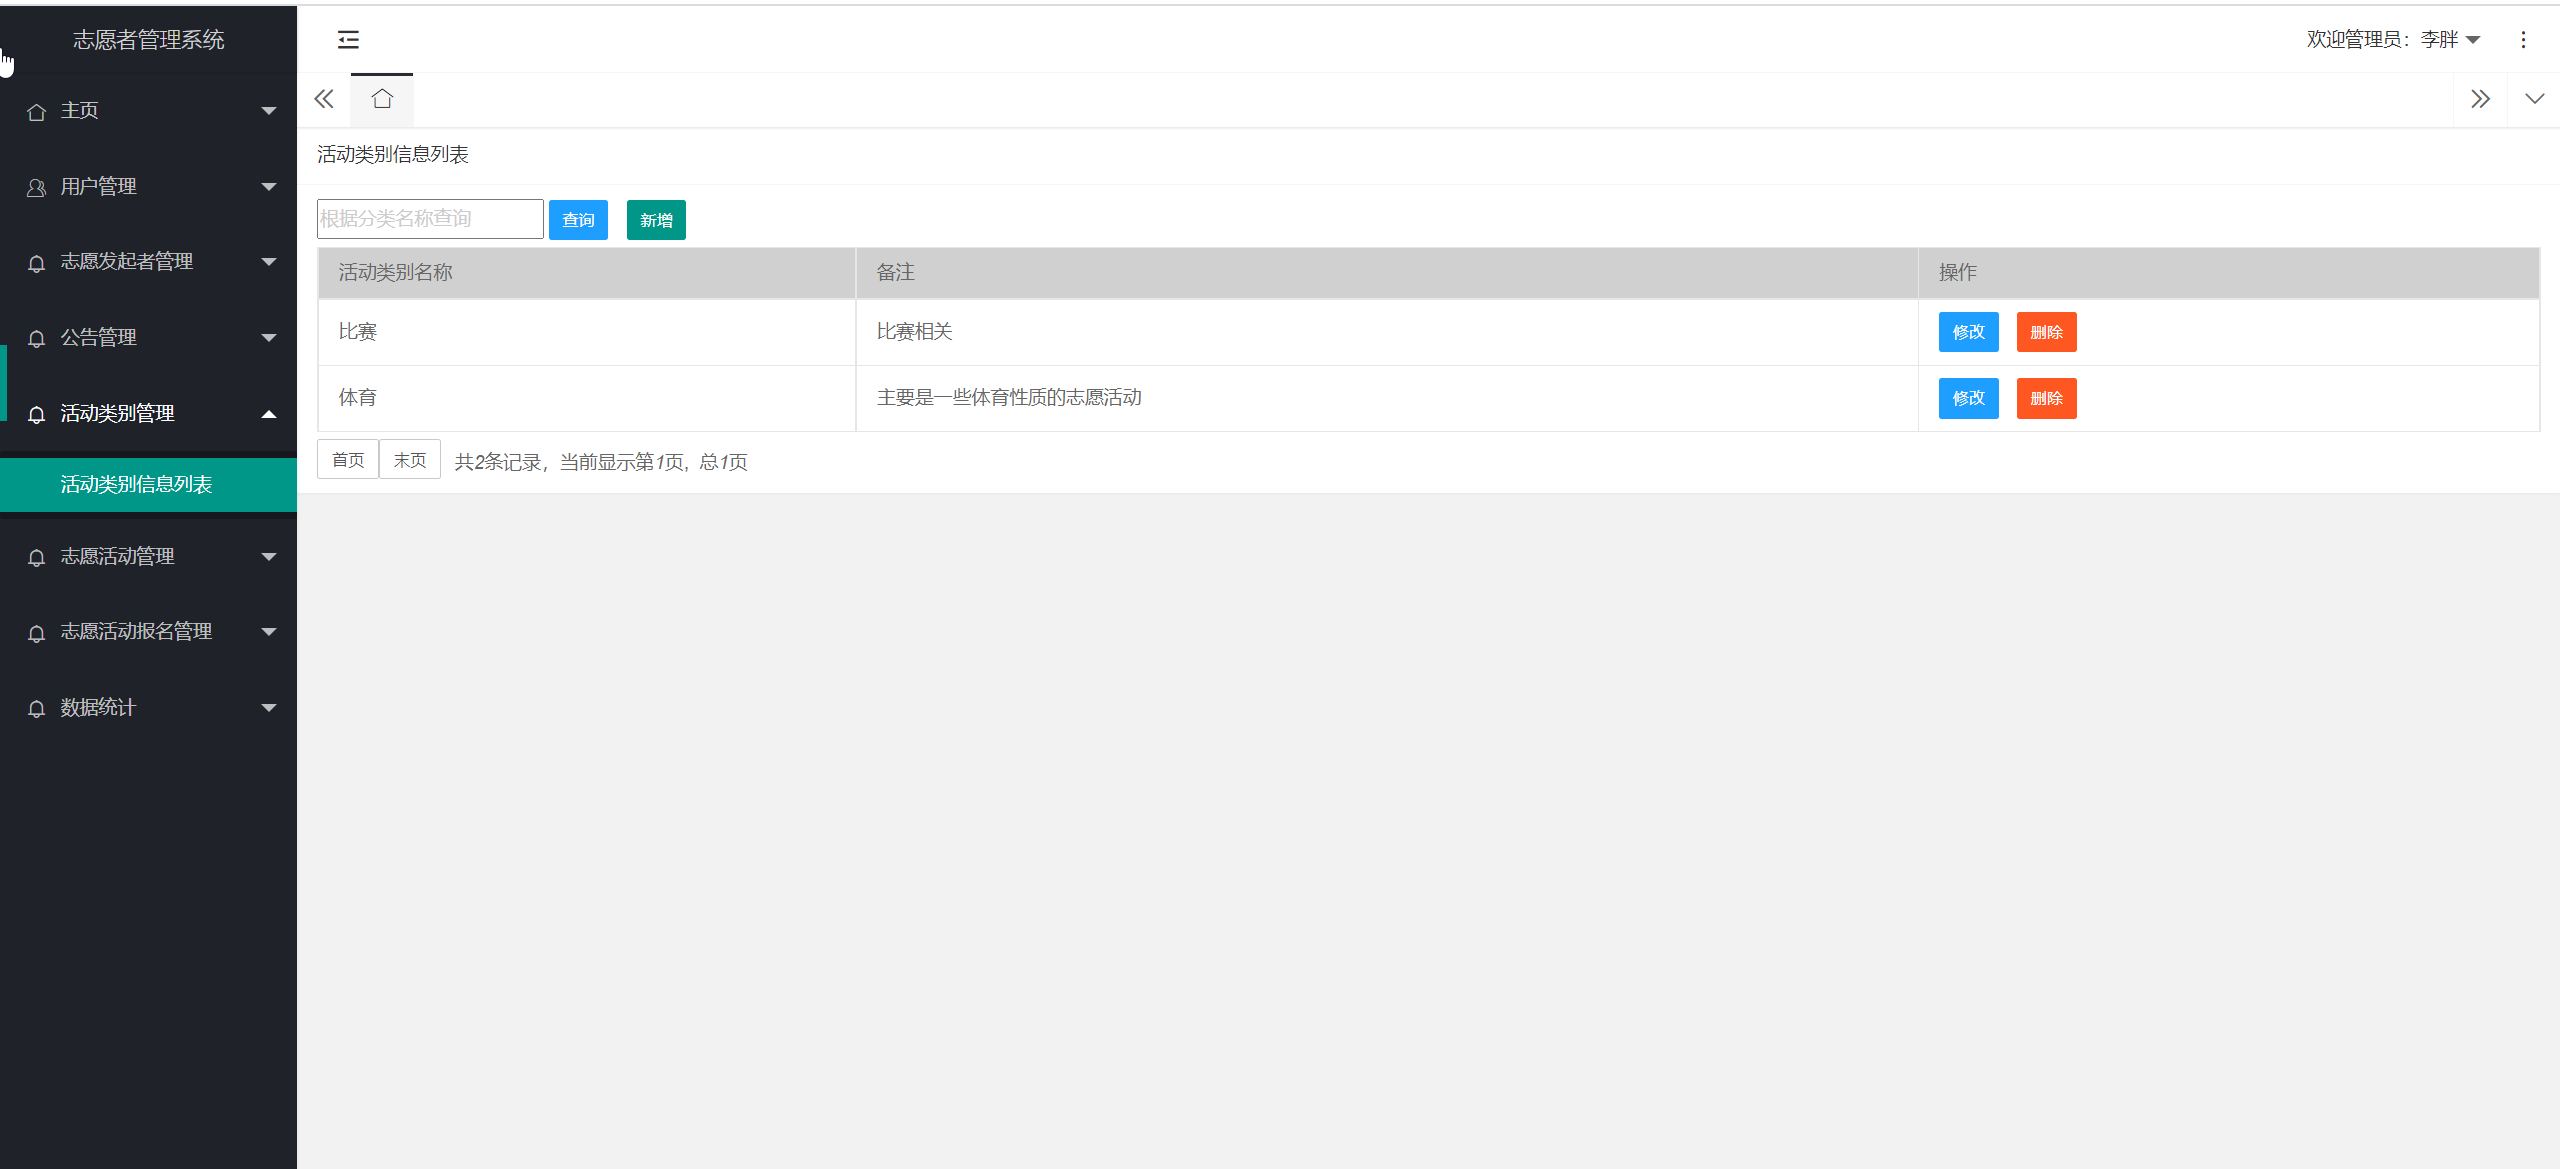 志愿者管理系统
欢迎管理员：李胖
主页
用户管理
志愿发起者管理
公告管理
活动类别管理
活动类别信息列表
志愿活动管理
志愿活动报名管理
数据统计
活动类别信息列表
根据分类名称查询 查询 新增
活动类别名称 备注 操作
比赛 比赛相关 修改 删除
体育 主要是一些体育性质的志愿活动 修改 删除
首页 末页 共2条记录，当前显示第1页, 总1页